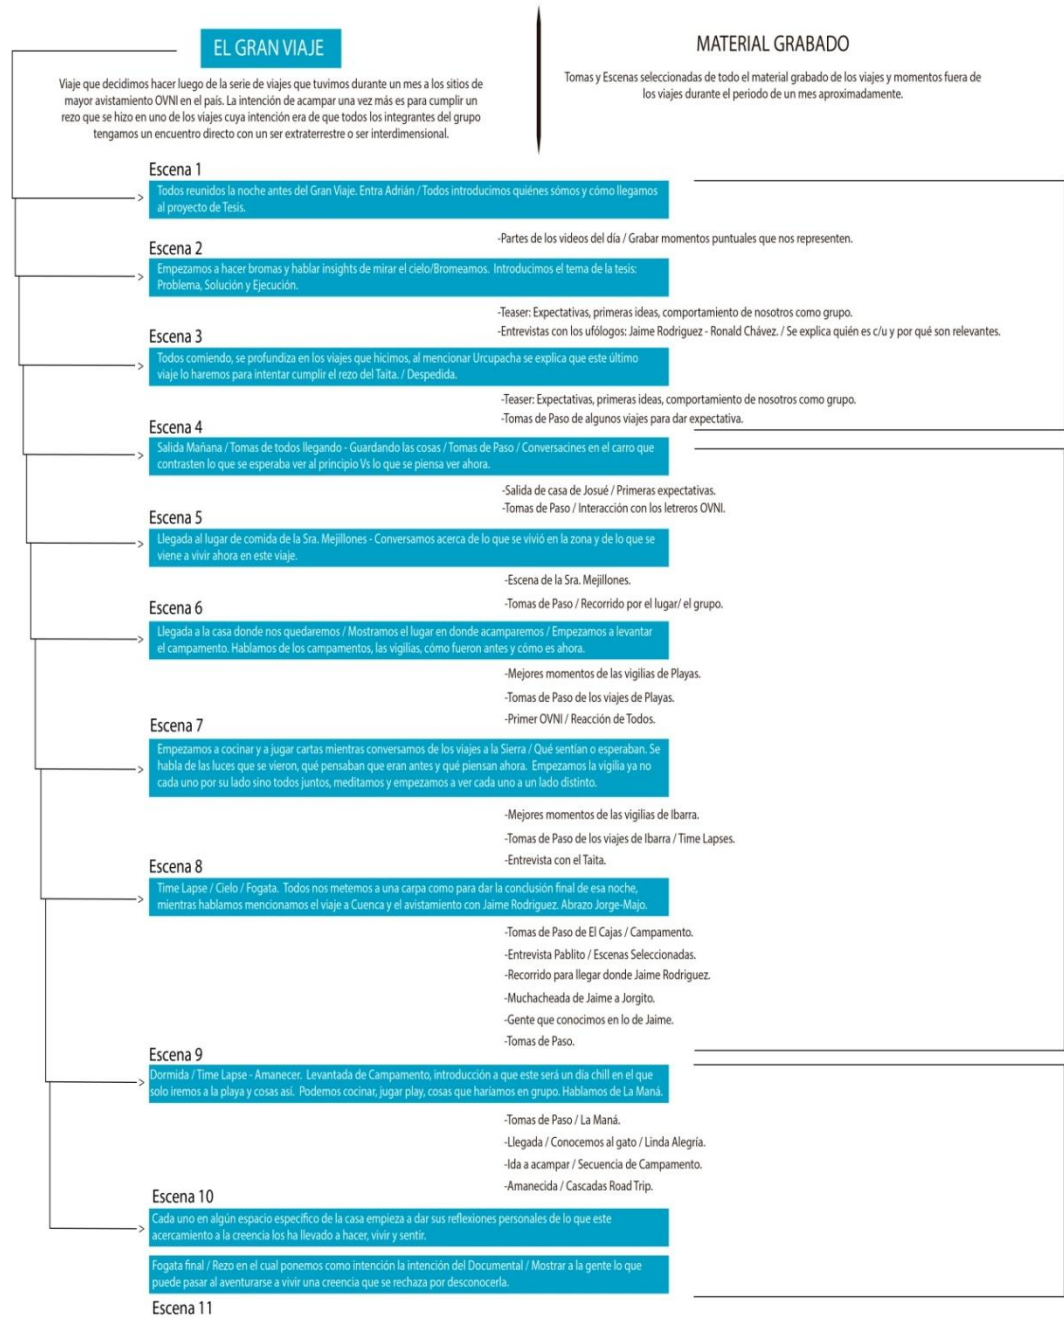 EL GRAN VIAJE
Viaje que decidimos hacer luego de la serie de viajes que tuvimos durante un mes a los sitios de
mayor avistamiento OVNI en el país. La intención de acampar una vez más es para cumplir un
rezo que se hizo en uno de los viajes cuya intención era de que todos los integrantes del grupo
tengamos un encuentro directo con un ser extraterrestre o ser interdimensional.
MATERIAL GRABADO
Tomas y Escenas seleccionadas de todo el material grabado de los viajes y momentos fuera de
los viajes durante el periodo de un mes aproximadamente.
Escena 1
Todos reunidos la noche antes del Gran Viaje. Entra Adrián / Todos introducimos quiénes sómos y cómo llegamos
al proyecto de Tesis.
-Partes de los videos del día / Grabar momentos puntuales que nos representen.
Escena 2
Empezamos a hacer bromas y hablar insights de mirar el cielo/Bromeamos. Introducimos el tema de la tesis:
Problema, Solución y Ejecución.
-Teaser: Expectativas, primeras ideas, comportamiento de nosotros como grupo.
-Entrevistas con los ufólogos: Jaime Rodriguez - Ronald Chávez. / Se explica quién es c/u y por qué son relevantes.
Escena 3
Todos comiendo, se profundiza en los viajes que hicimos, al mencionar Urcupacha se explica que este último
viaje lo haremos para intentar cumplir el rezo del Taita. / Despedida.
-Teaser: Expectativas, primeras ideas, comportamiento de nosotros como grupo.
-Tomas de Paso de algunos viajes para dar expectativa.
Escena 4
Salida Mañana / Tomas de todos llegando - Guardando las cosas / Tomas de Paso / Conversacines en el carro que
contrasten lo que se esperaba ver al principio Vs lo que se piensa ver ahora.
-Salida de casa de Josué / Primeras expectativas.
-Tomas de Paso / Interacción con los letreros OVNI.
Escena 5
Llegada al lugar de comida de la Sra. Mejillones - Conversamos acerca de lo que se vivió en la zona y de lo que se
viene a vivir ahora en este viaje.
-Escena de la Sra. Mejillones.
-Tomas de Paso / Recorrido por el lugar/ el grupo.
Escena 6
Llegada a la casa donde nos quedaremos / Mostramos el lugar en donde acamparemos / Empezamos a levantar
el campamento. Hablamos de los campamentos, las vigilias, cómo fueron antes y cómo es ahora.
-Mejores momentos de las vigilias de Playas.
-Tomas de Paso de los viajes de Playas.
-Primer OVNI / Reacción de Todos.
Escena 7
Empezamos a cocinar y a jugar cartas mientras conversamos de los viajes a la Sierra / Qué sentían o esperaban. Se
habla de las luces que se vieron, qué pensaban que eran antes y qué piensan ahora. Empezamos la vigilia ya no
cada uno por su lado sino todos juntos, meditamos y empezamos a ver cada uno a un lado distinto.
-Mejores momentos de las vigilias de Ibarra.
-Tomas de Paso de los viajes de Ibarra / Time Lapses.
-Entrevista con el Taita.
Escena 8
Time Lapse / Cielo / Fogata. Todos nos metemos a una carpa como para dar la conclusión final de esa noche,
mientras hablamos mencionamos el viaje a Cuenca y el avistamiento con Jaime Rodriguez. Abrazo Jorge-Majo.
-Tomas de Paso de El Cajas / Campamento.
-Entrevista Pablito / Escenas Seleccionadas.
-Recorrido para llegar donde Jaime Rodriguez.
-Muchacheada de Jaime a Jorgito.
-Gente que conocimos en lo de Jaime.
-Tomas de Paso.
Escena 9
Dormida / Time Lapse - Amanecer. Levantada de Campamento, introducción a que este será un día chill en el que
solo iremos a la playa y cosas así. Podemos cocinar, jugar play, cosas que haríamos en grupo. Hablamos de La Maná.
-Tomas de Paso / La Maná.
-Llegada / Conocemos al gato / Linda Alegría.
-Ida a acampar / Secuencia de Campamento.
-Amanecida / Cascadas Road Trip.
Escena 10
Cada uno en algún espacio específico de la casa empieza a dar sus reflexiones personales de lo que este
acercamiento a la creencia los ha llevado a hacer, vivir y sentir.
Fogata final / Rezo en el cual ponemos como intención la intención del Documental / Mostrar a la gente lo que
puede pasar al aventurarse a vivir una creencia que se rechaza por desconocerla.
Escena 11